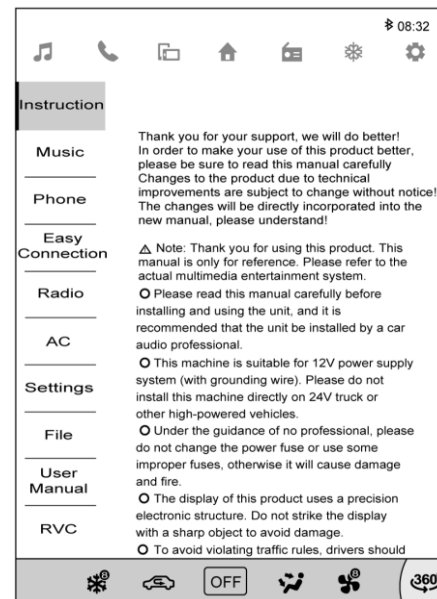 08:32
Instruction
Music
Phone
Easy
Connection
Radio
AC
Settings
File
User
Manual
RVC
Thank you for your support, we will do better!
In order to make your use of this product better,
please be sure to read this manual carefully
Changes to the product due to technical
improvements are subject to change without notice!
The changes will be directly incorporated into the
new manual, please understand!
Note: Thank you for using this product. This
manual is only for reference. Please refer to the
actual multimedia entertainment system.
Please read this manual carefully before
installing and using the unit, and it is
recommended that the unit be installed by a car
audio professional.
This machine is suitable for 12V power supply
system (with grounding wire). Please do not
install this machine directly on 24V truck or
other high-powered vehicles.
Under the guidance of no professional, please
do not change the power fuse or use some
improper fuses, otherwise it will cause damage
and fire.
The display of this product uses a precision
electronic structure. Do not strike the display
with a sharp object to avoid damage.
To avoid violating traffic rules, drivers should
OFF
360